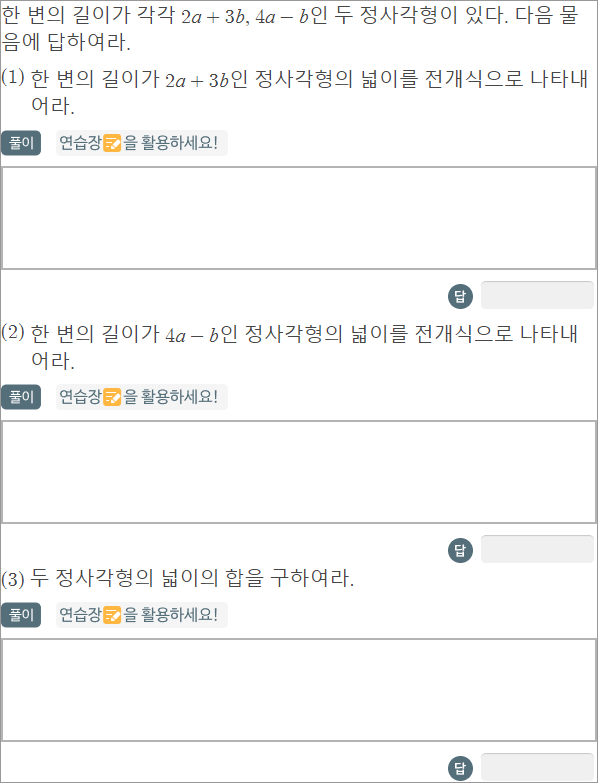 한 변의 길이가 각각 2a + 3b, 4a − b인 두 정사각형이 있다. 다음 물
음에 답하여라.
(1) 한 변의 길이가 2a + 3b인 정사각형의 넓이를 전개식으로 나타내
어라.
풀이 연습장을 활용하세요!
답
(2) 한 변의 길이가 4a − b인 정사각형의 넓이를 전개식으로 나타내
어라.
풀이 연습장을 활용하세요!
답
(3) 두 정사각형의 넓이의 합을 구하여라.
풀이 연습장을 활용하세요!
답